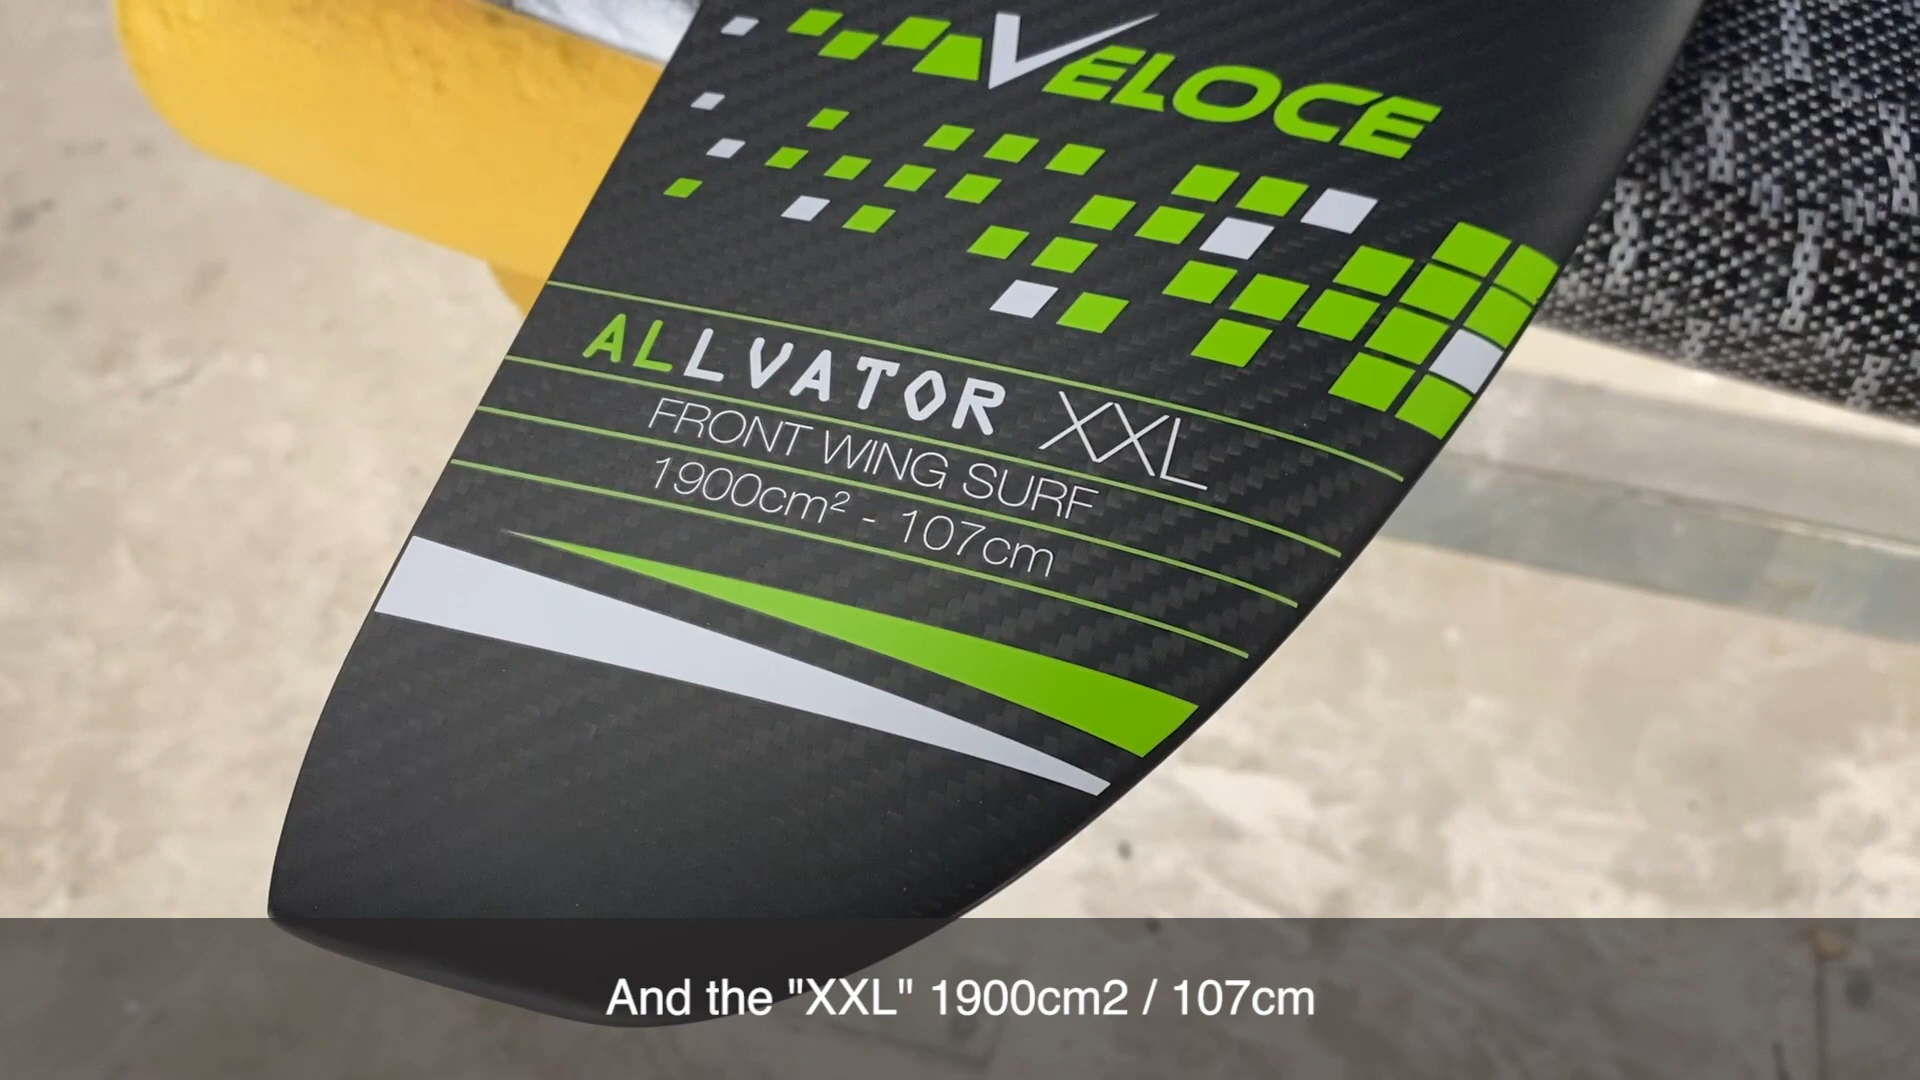 VELOCE
ALLVATOR XXL
FRONT WING SURF
1900cm² - 107cm
And the "XXL" 1900cm2 / 107cm